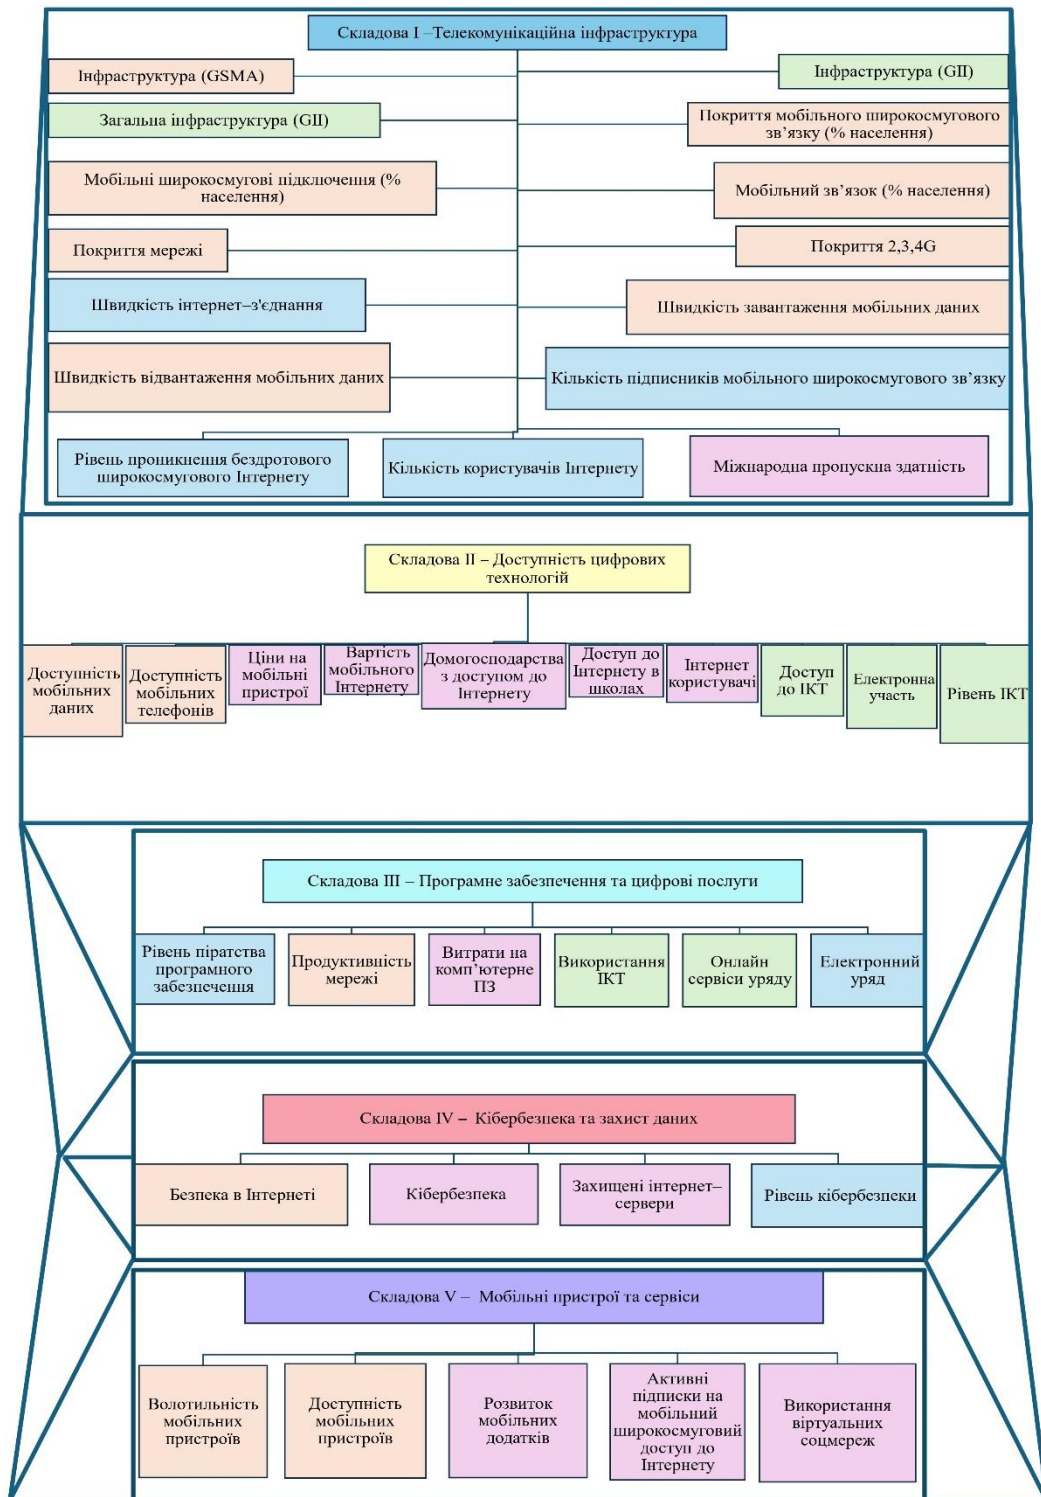 Складова І –Телекомунікаційна інфраструктура
Інфраструктура (GSMA)
Інфраструктура (GII)
Загальна інфраструктура (GII)
Покриття мобільного широкосмугового
зв’язку (% населення)
Мобільні широкосмугові підключення (%
населення)
Мобільний зв’язок (% населення)
Покриття мережі
Покриття 2,3,4G
Швидкість інтернет–з'єднання
Швидкість завантаження мобільних даних
Швидкість відвантаження мобільних даних
Кількість підписників мобільного широкосмугового зв’язку
Рівень проникнення бездротового
широкосмугового Інтернету
Кількість користувачів Інтернету
Міжнародна пропускна здатність
Складова ІІ – Доступність цифрових
технологій
Доступність
мобільних
даних
Доступність
мобільних
телефонів
Ціни на
мобільні
пристрої
Вартість
мобільного
Інтернету
Домогосподарства
з доступом до
Інтернету
Доступ до
Інтернету в
школах
Інтернет
користувачі
Доступ
до ІКТ
Електронна
участь
Рівень ІКТ
Складова ІІІ – Програмне забезпечення та цифрові послуги
Рівень піратства
програмного
забезпечення
Продуктивність
мережі
Витрати на
комп’ютерне
ПЗ
Використання
ІКТ
Онлайн
сервіси уряду
Електронний
уряд
Складова IV – Кібербезпека та захист даних
Безпека в Інтернеті
Кібербезпека
Захищені інтернет–
сервери
Рівень кібербезпеки
Складова V – Мобільні пристрої та сервіси
Волотильність
мобільних
пристроїв
Доступність
мобільних
пристроїв
Розвиток
мобільних
додатків
Активні
підписки на
мобільний
широкосмуговий
доступ до
Інтернету
Використання
віртуальних
соцмереж